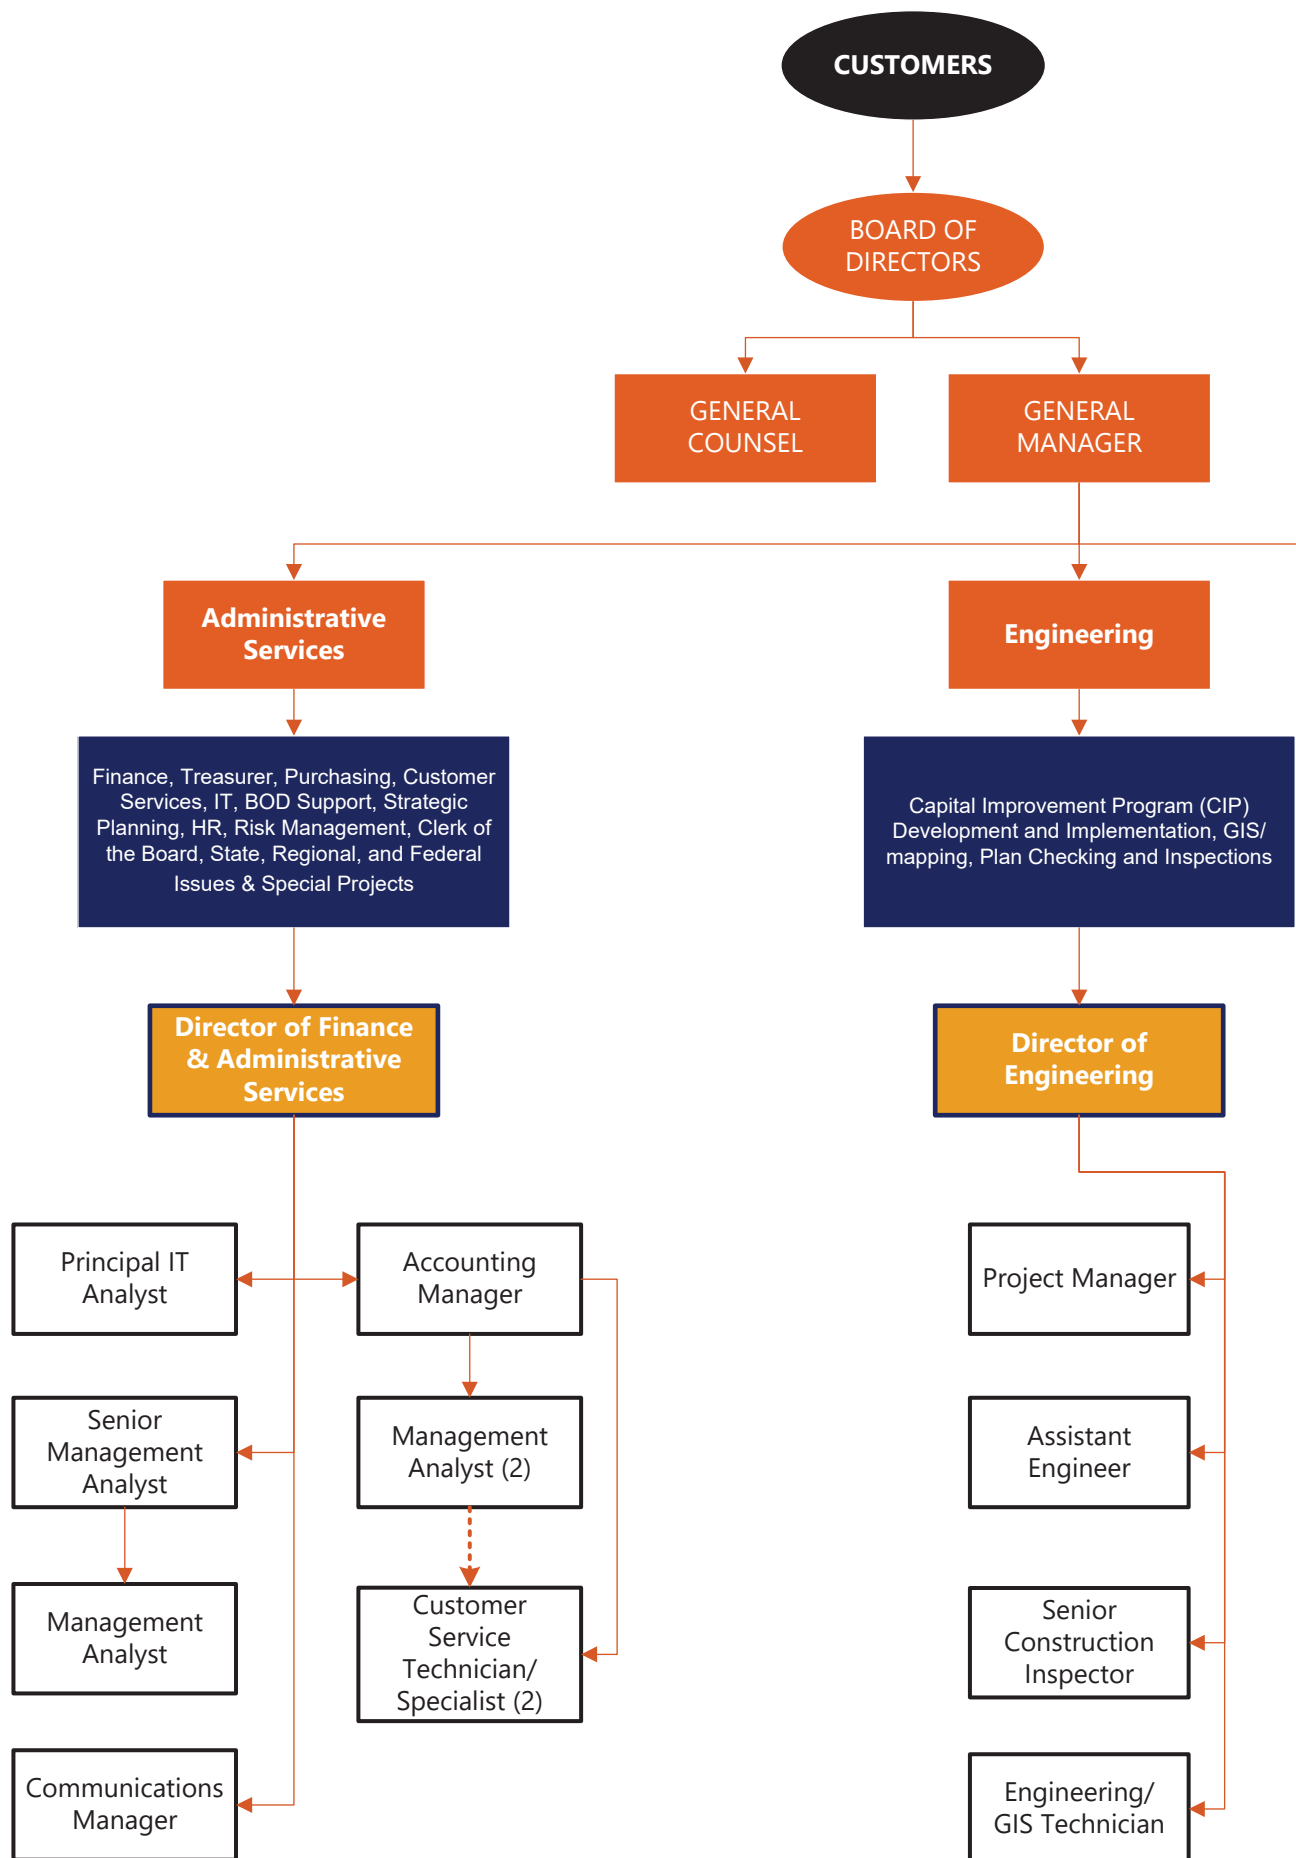 CUSTOMERS
BOARD OF
DIRECTORS
GENERAL
COUNSEL
GENERAL
MANAGER
Administrative
Services
Engineering
Finance, Treasurer, Purchasing, Customer
Services, IT, BOD Support, Strategic
Planning, HR, Risk Management, Clerk of
the Board, State, Regional, and Federal
Issues & Special Projects
Capital Improvement Program (CIP)
Development and Implementation, GIS/
mapping, Plan Checking and Inspections
Director of Finance
& Administrative
Services
Director of
Engineering
Principal IT
Analyst
Accounting
Manager
Project Manager
Senior
Management
Analyst
Management
Analyst (2)
Assistant
Engineer
Management
Analyst
Customer
Service
Technician/
Specialist (2)
Senior
Construction
Inspector
Communications
Manager
Engineering/
GIS Technician